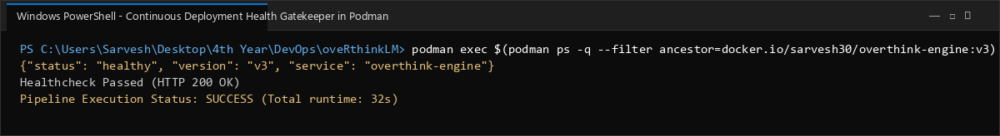 Windows PowerShell - Continuous Deployment Health Gatekeeper in Podman
PS C:\Users\Sarvesh\Desktop\4th Year\DevOps\oveRthinkLM> podman exec $(podman ps -q --filter ancestor=docker.io/sarvesh30/overthink-engine:v3)
{"status": "healthy", "version": "v3", "service": "overthink-engine"}
Healthcheck Passed (HTTP 200 OK)
Pipeline Execution Status: SUCCESS (Total runtime: 32s)